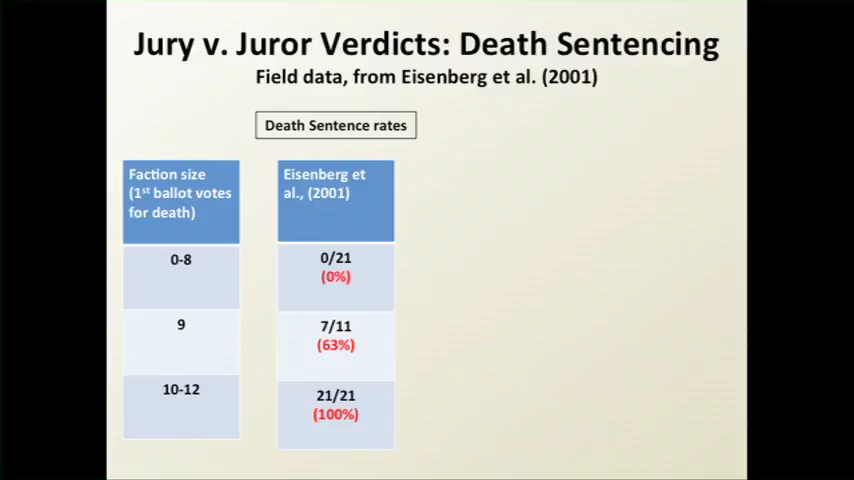 Jury v. Juror Verdicts: Death Sentencing
Field data, from Eisenberg et al. (2001)
Death Sentence rates
Faction size
(1st ballot votes
for death)
Eisenberg et
al., (2001)
0-8
0/21
(0%)
9
7/11
(63%)
10-12
21/21
(100%)